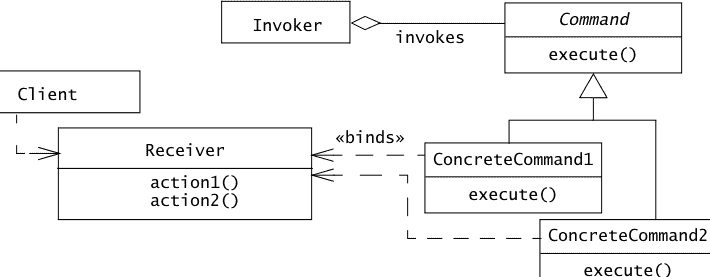 Invoker
invokes
Command
execute()
Client
Receiver
action1()
action2()
«binds»
ConcreteCommand1
execute()
ConcreteCommand2
execute()